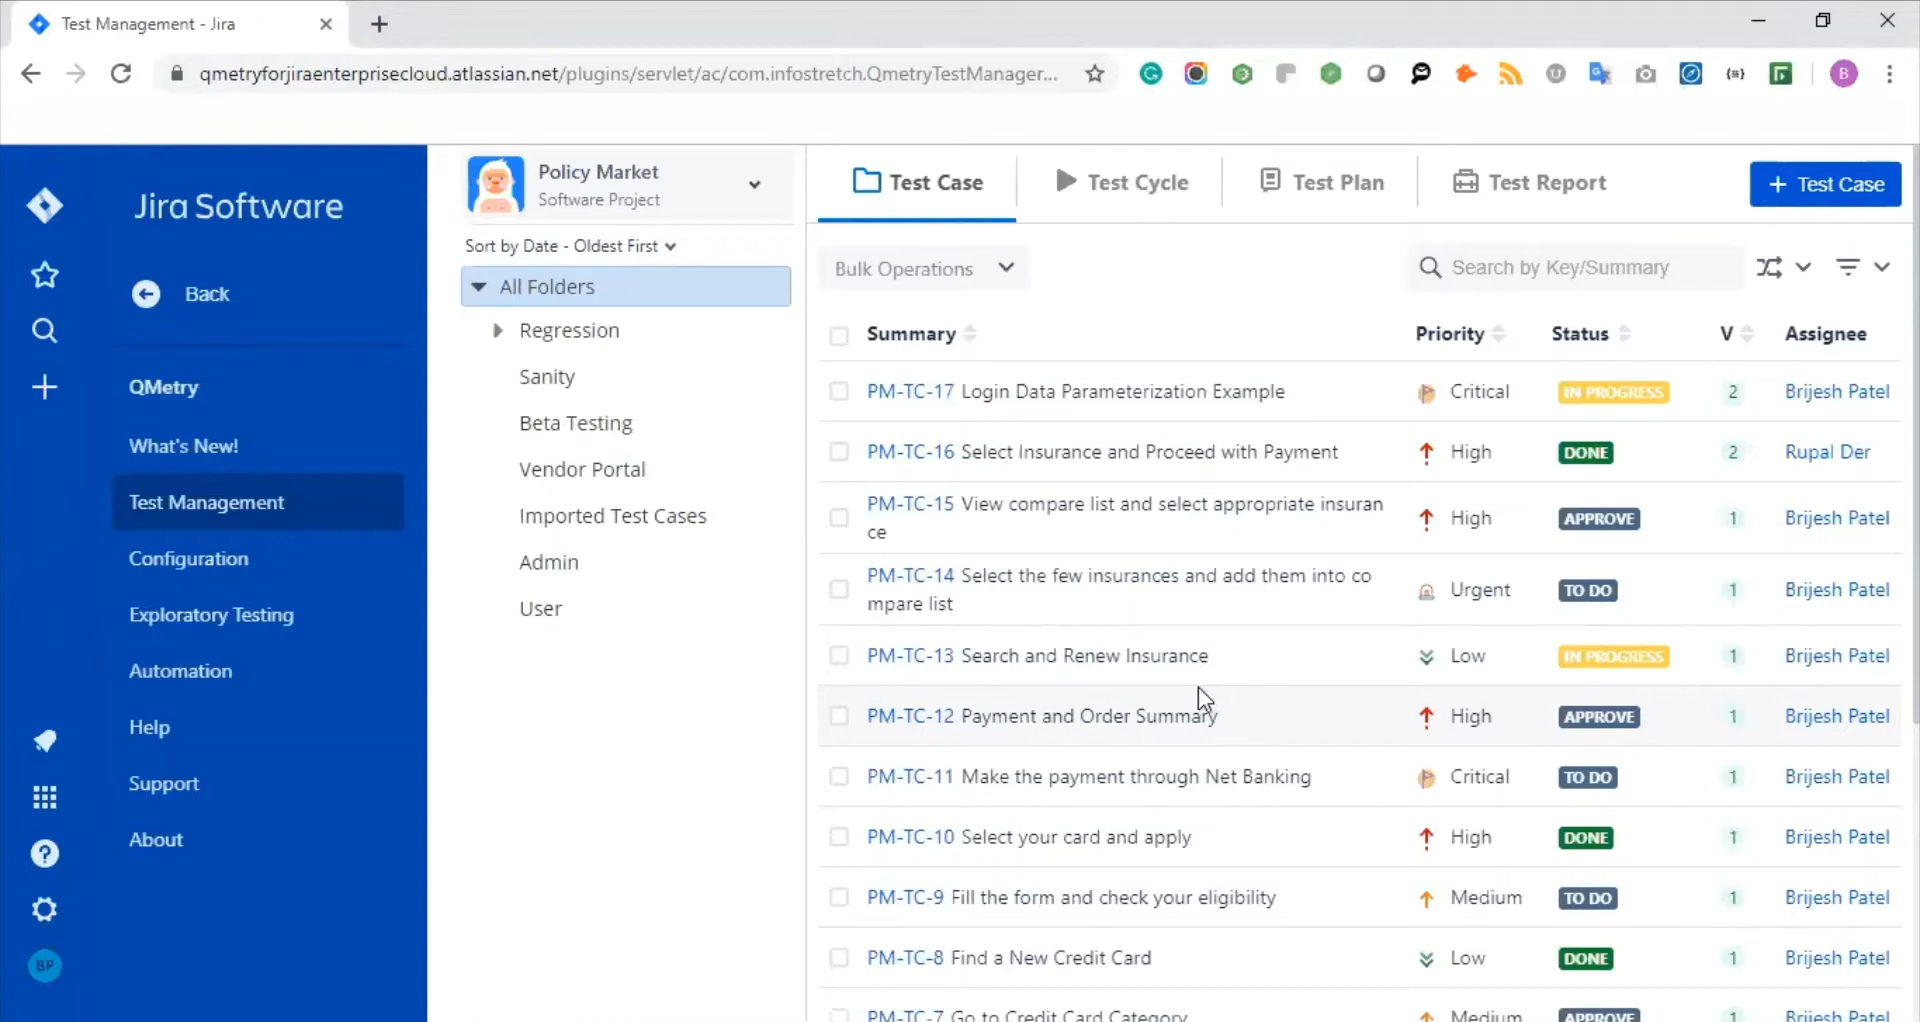 Test Management - Jira
qmetryforjiraenterprisecloud.atlassian.net/plugins/servlet/ac/com.infostretch.QmetryTestManager...
B
Jira Software
Back
QMetry
What's New!
Test Management
Configuration
Exploratory Testing
Automation
Help
Support
About
BP
Policy Market
Software Project
Sort by Date - Oldest First
All Folders
Regression
Sanity
Beta Testing
Vendor Portal
Imported Test Cases
Admin
User
Test Case
Test Cycle
Test Plan
Test Report
+ Test Case
Bulk Operations
Search by Key/Summary
Summary Priority Status V Assignee
PM-TC-17 Login Data Parameterization Example Critical IN PROGRESS 2 Brijesh Patel
PM-TC-16 Select Insurance and Proceed with Payment High DONE 2 Rupal Der
PM-TC-15 View compare list and select appropriate insuran
ce High APPROVE 1 Brijesh Patel
PM-TC-14 Select the few insurances and add them into co
mpare list Urgent TO DO 1 Brijesh Patel
PM-TC-13 Search and Renew Insurance Low IN PROGRESS 1 Brijesh Patel
PM-TC-12 Payment and Order Summary High APPROVE 1 Brijesh Patel
PM-TC-11 Make the payment through Net Banking Critical TO DO 1 Brijesh Patel
PM-TC-10 Select your card and apply High DONE 1 Brijesh Patel
PM-TC-9 Fill the form and check your eligibility Medium TO DO 1 Brijesh Patel
PM-TC-8 Find a New Credit Card Low DONE 1 Brijesh Patel
PM-TC-7 Go to Credit Card Category Medium APPROVE 1 Brijesh Patel